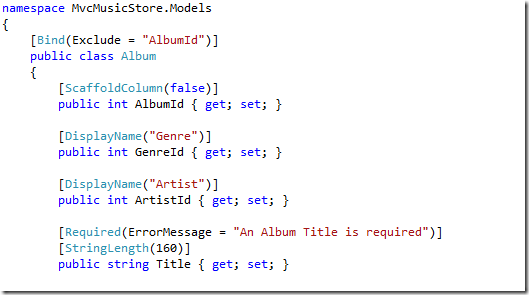 namespace MvcMusicStore.Models
{
[Bind(Exclude = "AlbumId")]
public class Album
{
[ScaffoldColumn(false)]
public int AlbumId { get; set; }
[DisplayName("Genre")]
public int GenreId { get; set; }
[DisplayName("Artist")]
public int ArtistId { get; set; }
[Required(ErrorMessage = "An Album Title is required")]
[StringLength(160)]
public string Title { get; set; }